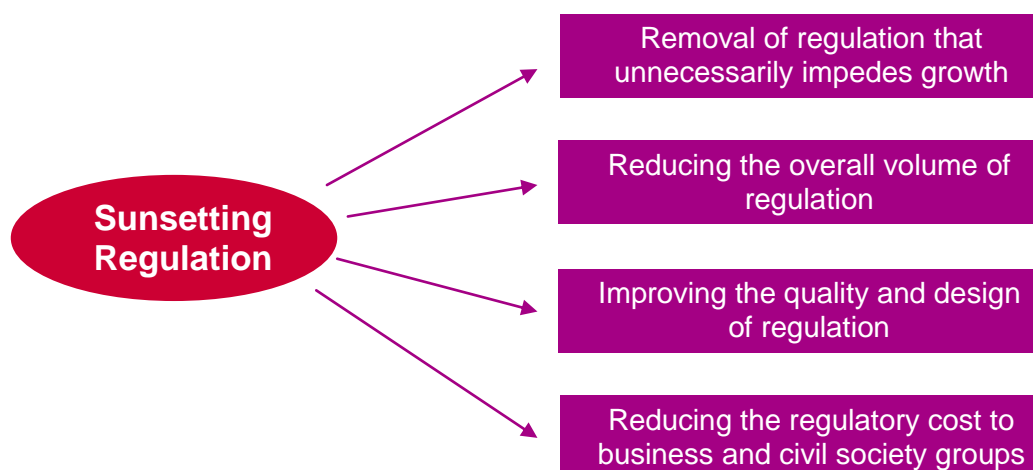 Removal of regulation that
unnecessarily impedes growth
Reducing the overall volume of
regulation
Sunsetting
Regulation
Improving the quality and design
of regulation
Reducing the regulatory cost to
business and civil society groups